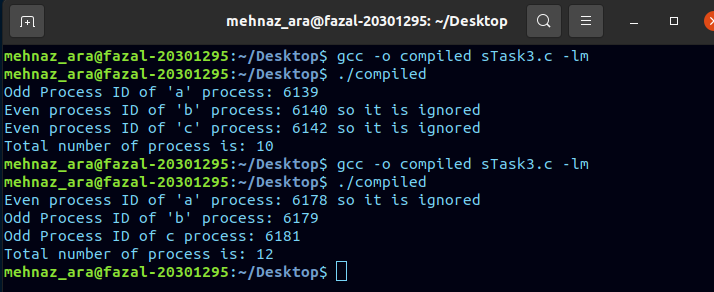 mehnaz_ara@fazal-20301295: ~/Desktop
mehnaz_ara@fazal-20301295:~/Desktop$ gcc -o compiled sTask3.c -lm
mehnaz_ara@fazal-20301295:~/Desktop$ ./compiled
Odd Process ID of 'a' process: 6139
Even process ID of 'b' process: 6140 so it is ignored
Even process ID of 'c' process: 6142 so it is ignored
Total number of process is: 10
mehnaz_ara@fazal-20301295:~/Desktop$ gcc -o compiled sTask3.c -lm
mehnaz_ara@fazal-20301295:~/Desktop$ ./compiled
Even process ID of 'a' process: 6178 so it is ignored
Odd Process ID of 'b' process: 6179
Odd Process ID of c process: 6181
Total number of process is: 12
mehnaz_ara@fazal-20301295:~/Desktop$